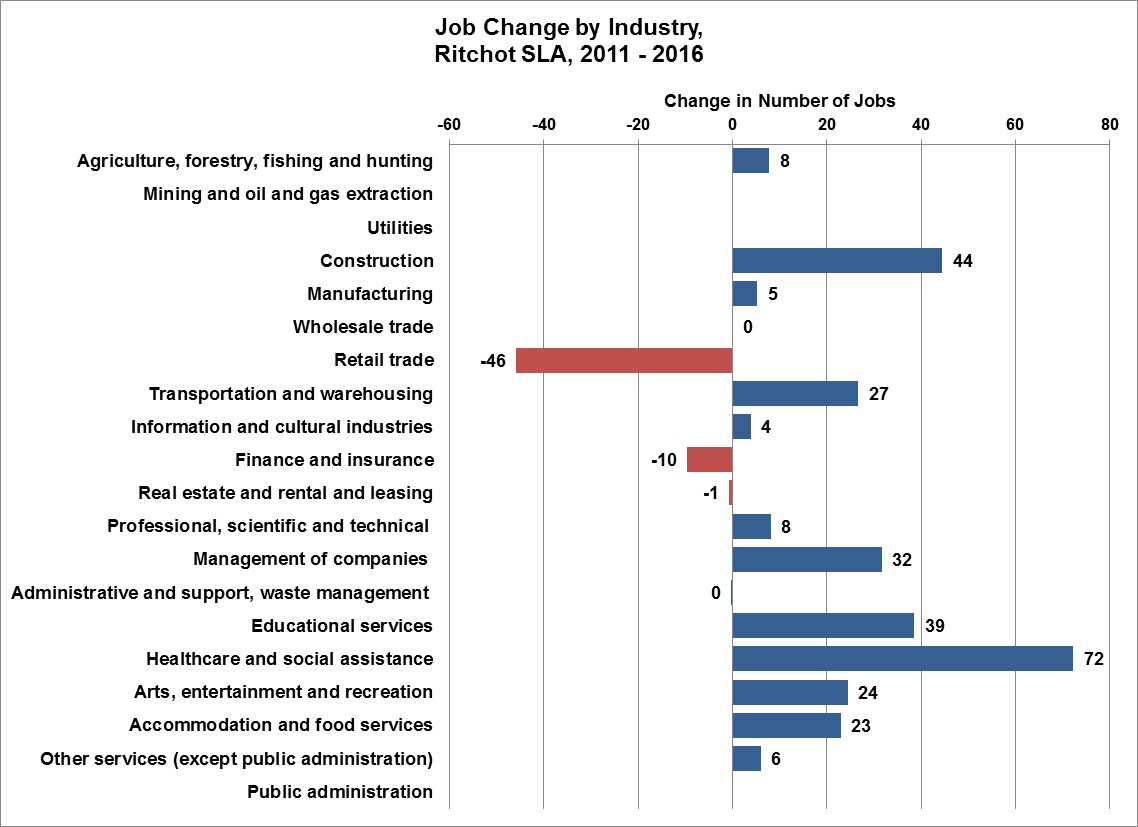 Job Change by Industry,
Ritchot SLA, 2011 - 2016
Change in Number of Jobs
-60 -40 -20 0 20 40 60 80
Agriculture, forestry, fishing and hunting 8
Mining and oil and gas extraction
Utilities
Construction 44
Manufacturing 5
Wholesale trade 0
Retail trade -46
Transportation and warehousing 27
Information and cultural industries 4
Finance and insurance -10
Real estate and rental and leasing -1
Professional, scientific and technical 8
Management of companies 32
Administrative and support, waste management 0
Educational services 39
Healthcare and social assistance 72
Arts, entertainment and recreation 24
Accommodation and food services 23
Other services (except public administration) 6
Public administration